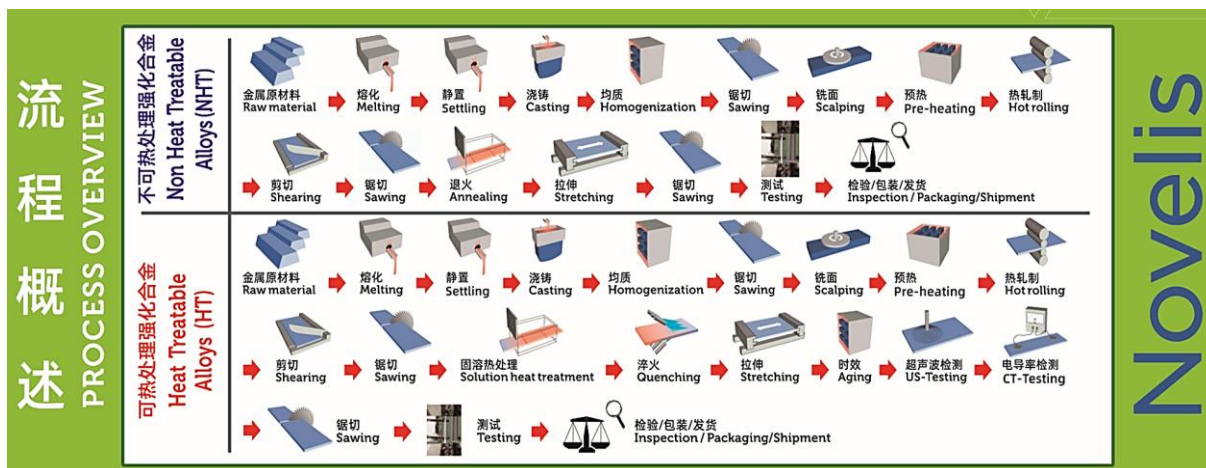 流程概述
PROCESS OVERVIEW
不可热处理强化合金
Non Heat Treatable
Alloys (NHT)
金属原材料
Raw material
熔化
Melting
静置
Settling
浇铸
Casting
均质
Homogenization
锯切
Sawing
铣面
Scalping
预热
Pre-heating
热轧制
Hot rolling
剪切
Shearing
锯切
Sawing
退火
Annealing
拉伸
Stretching
锯切
Sawing
测试
Testing
检验/包装/发货
Inspection / Packaging/Shipment
可热处理强化合金
Heat Treatable
Alloys (HT)
金属原材料
Raw material
熔化
Melting
静置
Settling
浇铸
Casting
均质
Homogenization
锯切
Sawing
铣面
Scalping
预热
Pre-heating
热轧制
Hot rolling
剪切
Shearing
锯切
Sawing
固溶热处理
Solution heat treatment
淬火
Quenching
拉伸
Stretching
时效
Aging
超声波检测
US-Testing
电导率检测
CT-Testing
锯切
Sawing
测试
Testing
检验/包装/发货
Inspection / Packaging/Shipment
Novelis